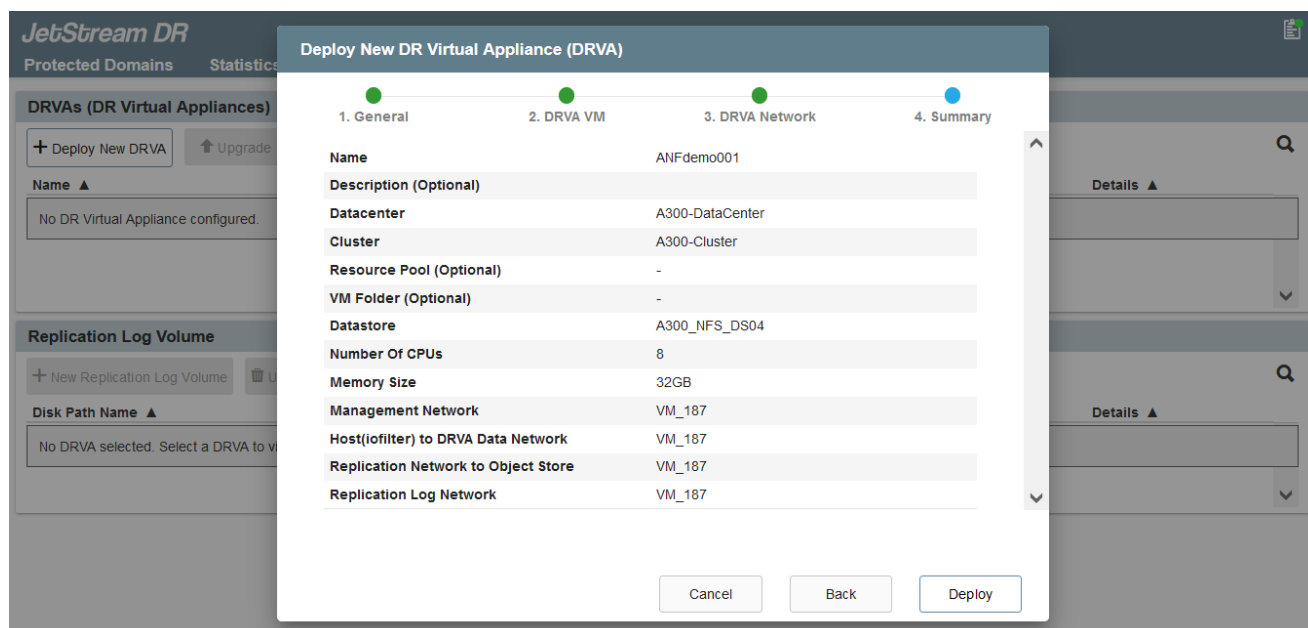 JetStream DR
Protected Domains Statistics
DRVAs (DR Virtual Appliances)
+ Deploy New DRVA Upgrade
Name ▲ Details ▲
No DR Virtual Appliance configured.
Replication Log Volume
+ New Replication Log Volume U
Disk Path Name ▲ Details ▲
No DRVA selected. Select a DRVA to vi
Deploy New DR Virtual Appliance (DRVA)
1. General 2. DRVA VM 3. DRVA Network 4. Summary
Name ANFdemo001
Description (Optional)
Datacenter A300-DataCenter
Cluster A300-Cluster
Resource Pool (Optional) -
VM Folder (Optional) -
Datastore A300_NFS_DS04
Number Of CPUs 8
Memory Size 32GB
Management Network VM_187
Host(iofilter) to DRVA Data Network VM_187
Replication Network to Object Store VM_187
Replication Log Network VM_187
Cancel Back Deploy